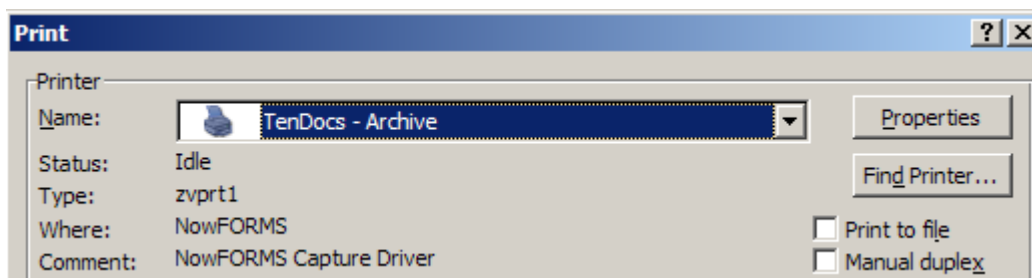 Print
Printer
Name: TenDocs - Archive Properties
Status: Idle
Find Printer...
Type: zvprt1
Where: NowFORMS Print to file
Comment: NowFORMS Capture Driver Manual duplex